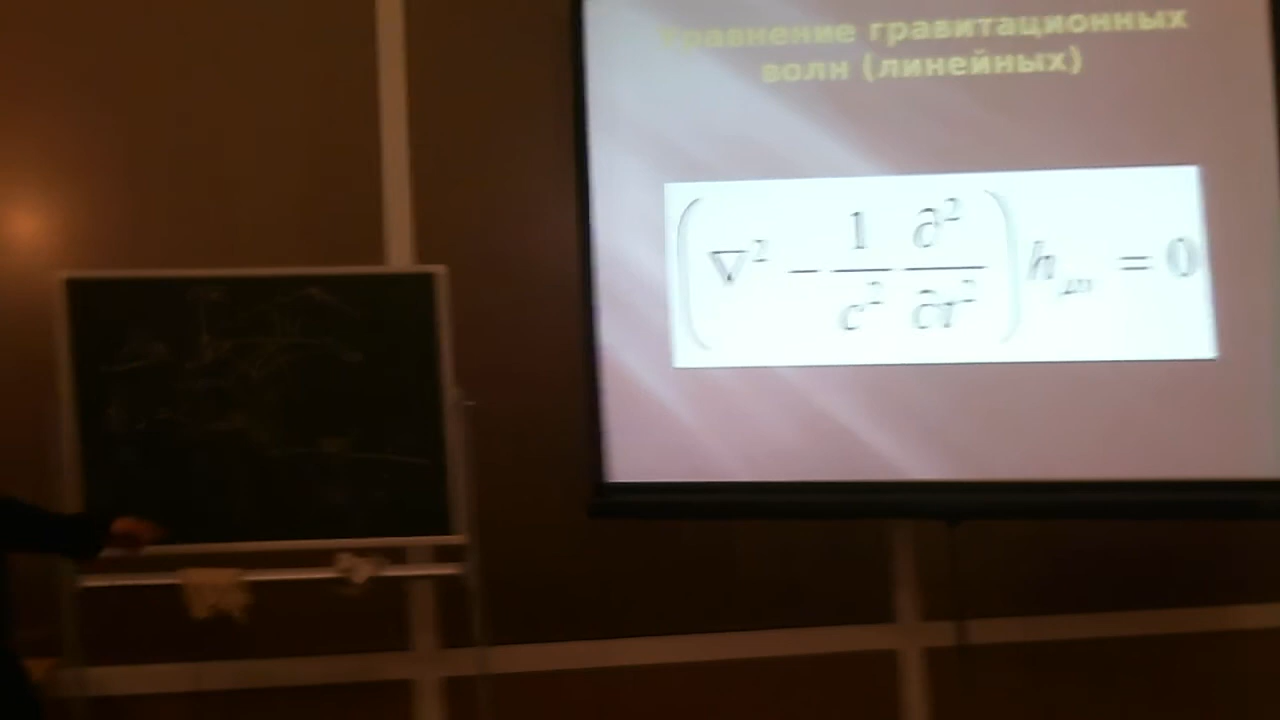 Уравнение гравитационных
волн (линейных)
(∇² − 1/c² ∂²/∂t²) h_μν = 0